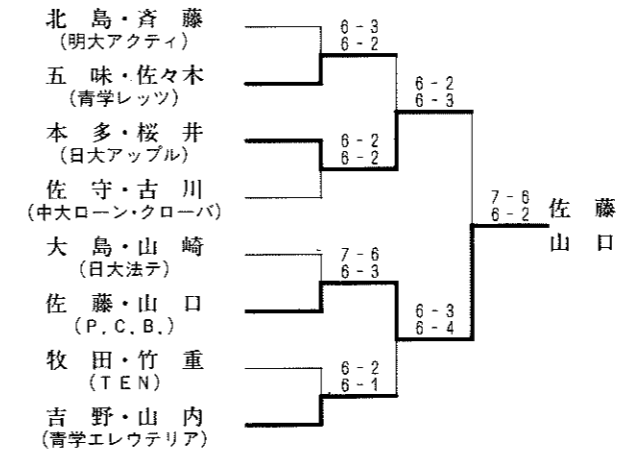 北島・斉藤
(明大アクティ)
6-3
6-2
五味・佐々木
(青学レッツ)
6-2
6-3
本多・桜井
(日大アップル)
6-2
6-2
佐守・古川
(中大ローン・クローバ)
7-6
6-2
佐藤
山口
大島・山崎
(日大法テ)
7-6
6-3
佐藤・山口
(P.C.B.)
6-3
6-4
牧田・竹重
(TEN)
6-2
6-1
吉野・山内
(青学エレウテリア)